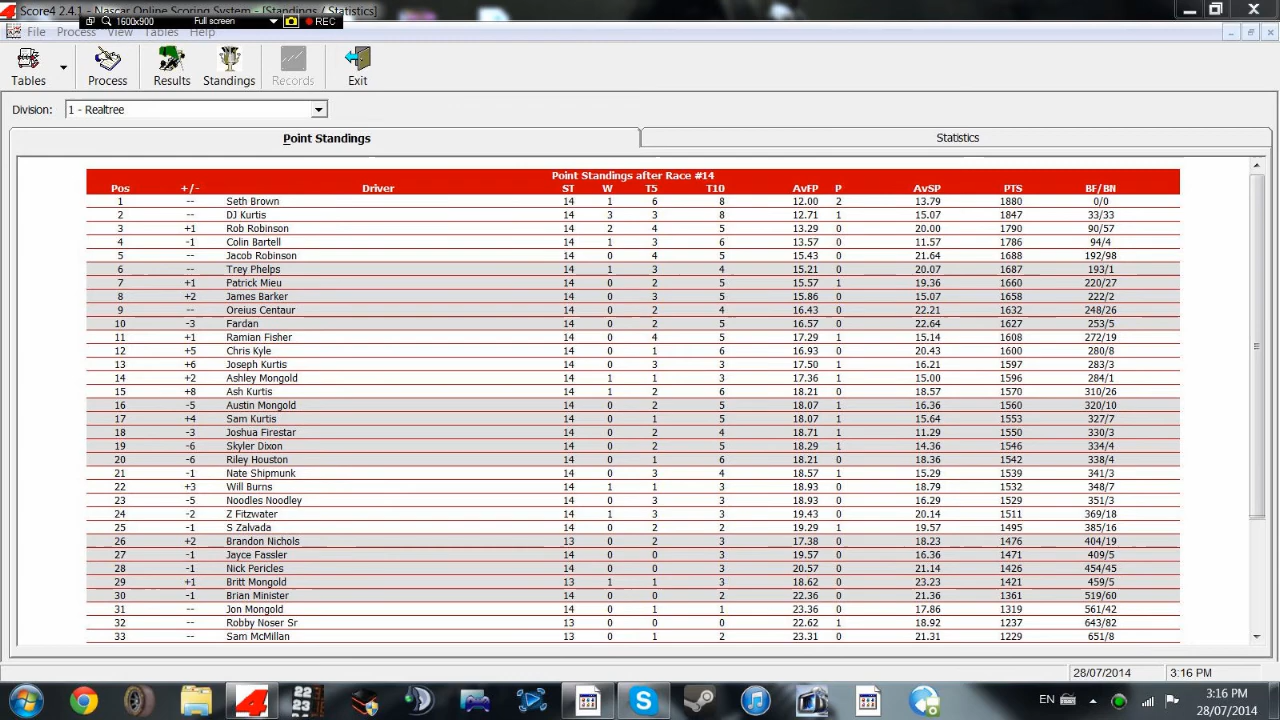 Score4 2.4.1 - Nascar Online Scoring System - [Standings / Statistics]
1600x900 Full screen REC
File Process View Tables Help
Tables Process Results Standings Records Exit
Division: 1 - Realtree
Point Standings Statistics
Point Standings after Race #14
Pos +/- Driver ST W T5 T10 AvFP P AvSP PTS BF/BN
1 -- Seth Brown 14 1 6 8 12.00 2 13.79 1880 0/0
2 -- DJ Kurtis 14 3 3 8 12.71 1 15.07 1847 33/33
3 +1 Rob Robinson 14 2 4 5 13.29 0 20.00 1790 90/57
4 -1 Colin Bartell 14 1 3 6 13.57 0 11.57 1786 94/4
5 -- Jacob Robinson 14 0 4 5 15.43 0 21.64 1688 192/98
6 -- Trey Phelps 14 1 3 4 15.21 0 20.07 1687 193/1
7 +1 Patrick Mieu 14 0 2 5 15.57 1 19.36 1660 220/27
8 +2 James Barker 14 0 3 5 15.86 0 15.07 1658 222/2
9 -- Oreius Centaur 14 0 2 4 16.43 0 22.21 1632 248/26
10 -3 Fardan 14 0 2 5 16.57 0 22.64 1627 253/5
11 +1 Ramian Fisher 14 0 4 5 17.29 1 15.14 1608 272/19
12 +5 Chris Kyle 14 0 1 6 16.93 0 20.43 1600 280/8
13 +6 Joseph Kurtis 14 0 3 3 17.50 1 16.21 1597 283/3
14 +2 Ashley Mongold 14 1 1 3 17.36 1 15.00 1596 284/1
15 +8 Ash Kurtis 14 1 2 6 18.21 0 18.57 1570 310/26
16 -5 Austin Mongold 14 0 2 5 18.07 1 16.36 1560 320/10
17 +4 Sam Kurtis 14 0 1 5 18.07 1 15.64 1553 327/7
18 -3 Joshua Firestar 14 0 2 4 18.71 1 11.29 1550 330/3
19 -6 Skyler Dixon 14 0 2 5 18.29 1 14.36 1546 334/4
20 -6 Riley Houston 14 0 1 6 18.21 0 18.36 1542 338/4
21 -1 Nate Shipmunk 14 0 3 4 18.57 1 15.29 1539 341/3
22 +3 Will Burns 14 1 1 3 18.93 0 18.79 1532 348/7
23 -5 Noodles Noodley 14 0 3 3 18.93 0 16.29 1529 351/3
24 -2 Z Fitzwater 14 1 3 3 19.43 0 20.14 1511 369/18
25 -1 S Zalvada 14 0 2 2 19.29 1 19.57 1495 385/16
26 +2 Brandon Nichols 13 0 2 3 17.38 0 18.23 1476 404/19
27 -1 Jayce Fassler 14 0 0 3 19.57 0 16.36 1471 409/5
28 -1 Nick Pericles 14 0 0 3 20.57 0 21.14 1426 454/45
29 +1 Britt Mongold 13 1 1 3 18.62 0 23.23 1421 459/5
30 -1 Brian Minister 14 0 0 2 22.36 0 21.36 1361 519/60
31 -- Jon Mongold 14 0 1 1 23.36 0 17.86 1319 561/42
32 -- Robby Noser Sr 13 0 0 0 22.62 1 18.92 1237 643/82
33 -- Sam McMillan 13 0 1 2 23.31 0 21.31 1229 651/8
28/07/2014 3:16 PM
EN 3:16 PM
28/07/2014